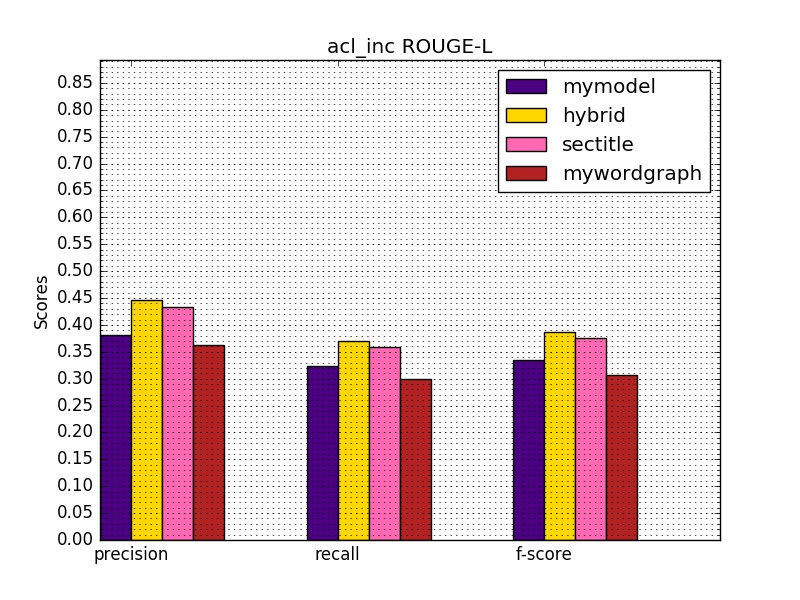 acl_inc ROUGE-L
mymodel
hybrid
sectitle
mywordgraph
Scores
0.85
0.80
0.75
0.70
0.65
0.60
0.55
0.50
0.45
0.40
0.35
0.30
0.25
0.20
0.15
0.10
0.05
0.00
precision recall f-score